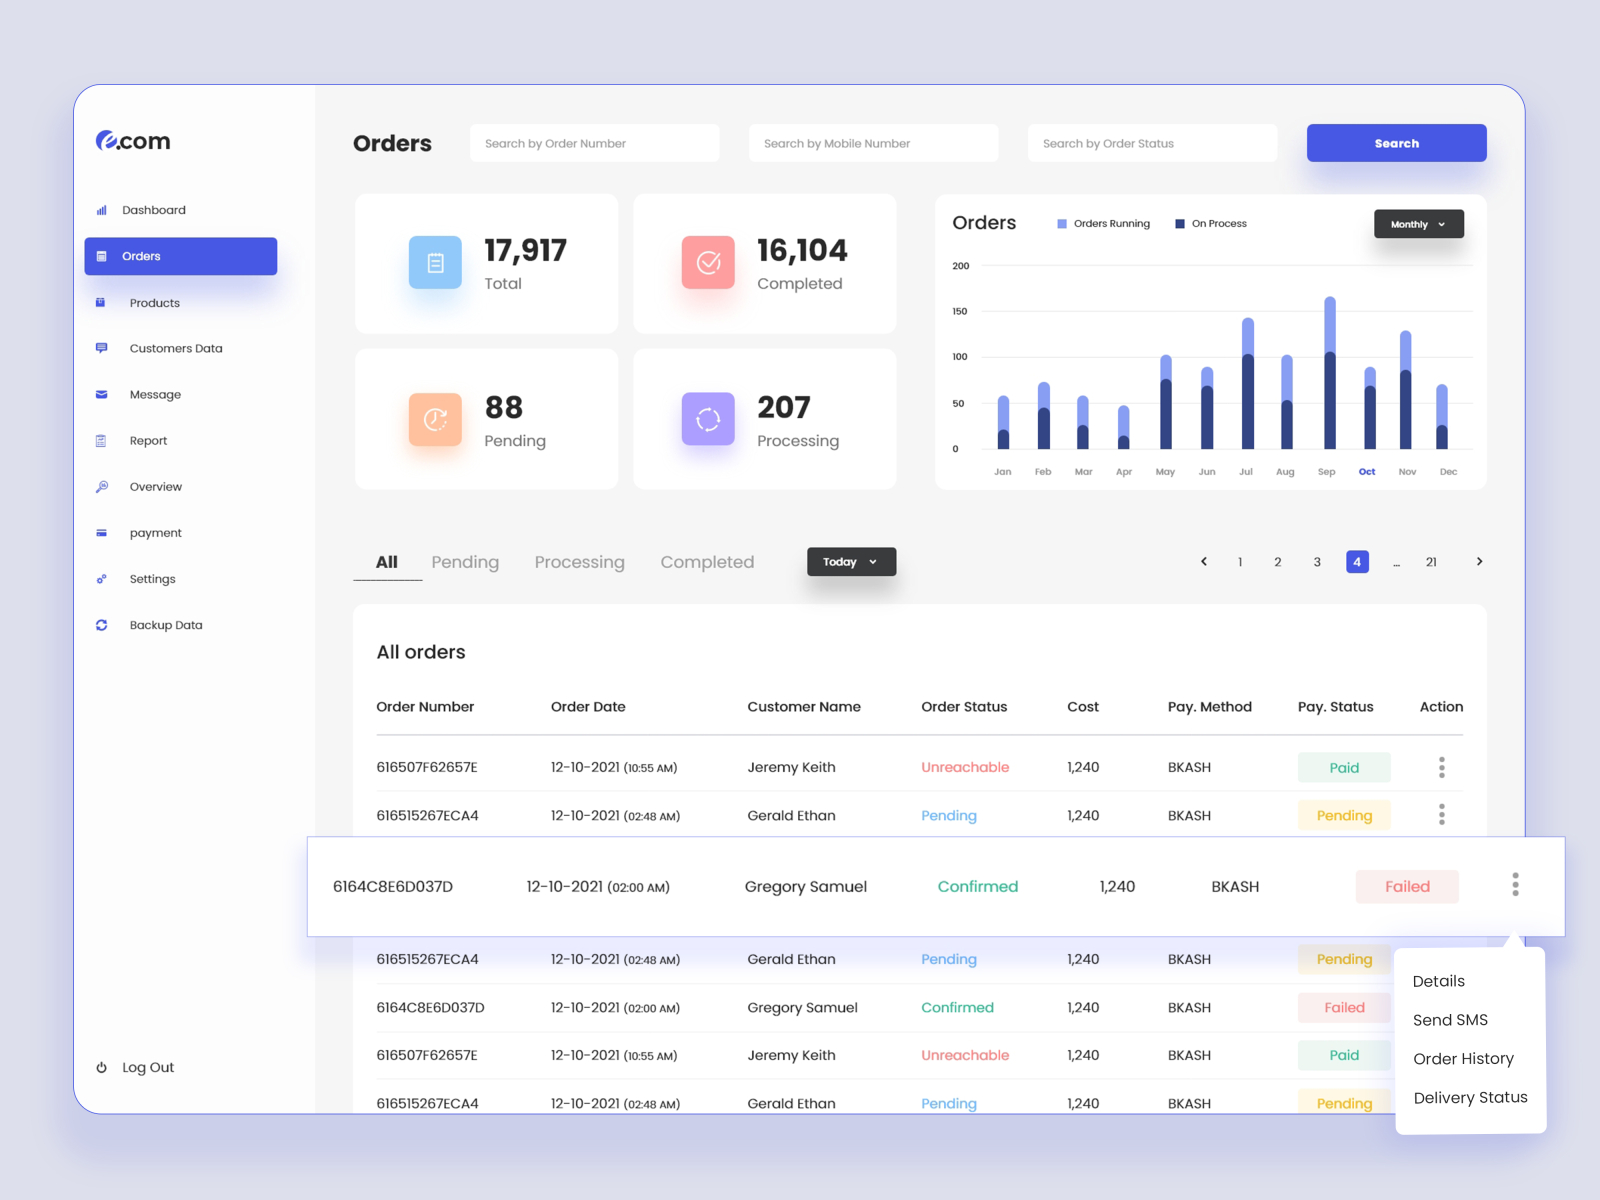 e.com
Dashboard
Orders
Products
Customers Data
Message
Report
Overview
payment
Settings
Backup Data
Log Out
Orders
Search by Order Number
Search by Mobile Number
Search by Order Status
Search
17,917
Total
16,104
Completed
88
Pending
207
Processing
Orders
Orders Running
On Process
Monthly
200
150
100
50
0
Jan Feb Mar Apr May Jun Jul Aug Sep Oct Nov Dec
All Pending Processing Completed
Today
1 2 3 4 ... 21
All orders
Order Number Order Date Customer Name Order Status Cost Pay. Method Pay. Status Action
616507F62657E 12-10-2021 (10:55 AM) Jeremy Keith Unreachable 1,240 BKASH Paid
616515267ECA4 12-10-2021 (02:48 AM) Gerald Ethan Pending 1,240 BKASH Pending
6164C8E6D037D 12-10-2021 (02:00 AM) Gregory Samuel Confirmed 1,240 BKASH Failed
616515267ECA4 12-10-2021 (02:48 AM) Gerald Ethan Pending 1,240 BKASH Pending
6164C8E6D037D 12-10-2021 (02:00 AM) Gregory Samuel Confirmed 1,240 BKASH Failed
616507F62657E 12-10-2021 (10:55 AM) Jeremy Keith Unreachable 1,240 BKASH Paid
616515267ECA4 12-10-2021 (02:48 AM) Gerald Ethan Pending 1,240 BKASH Pending
Details
Send SMS
Order History
Delivery Status